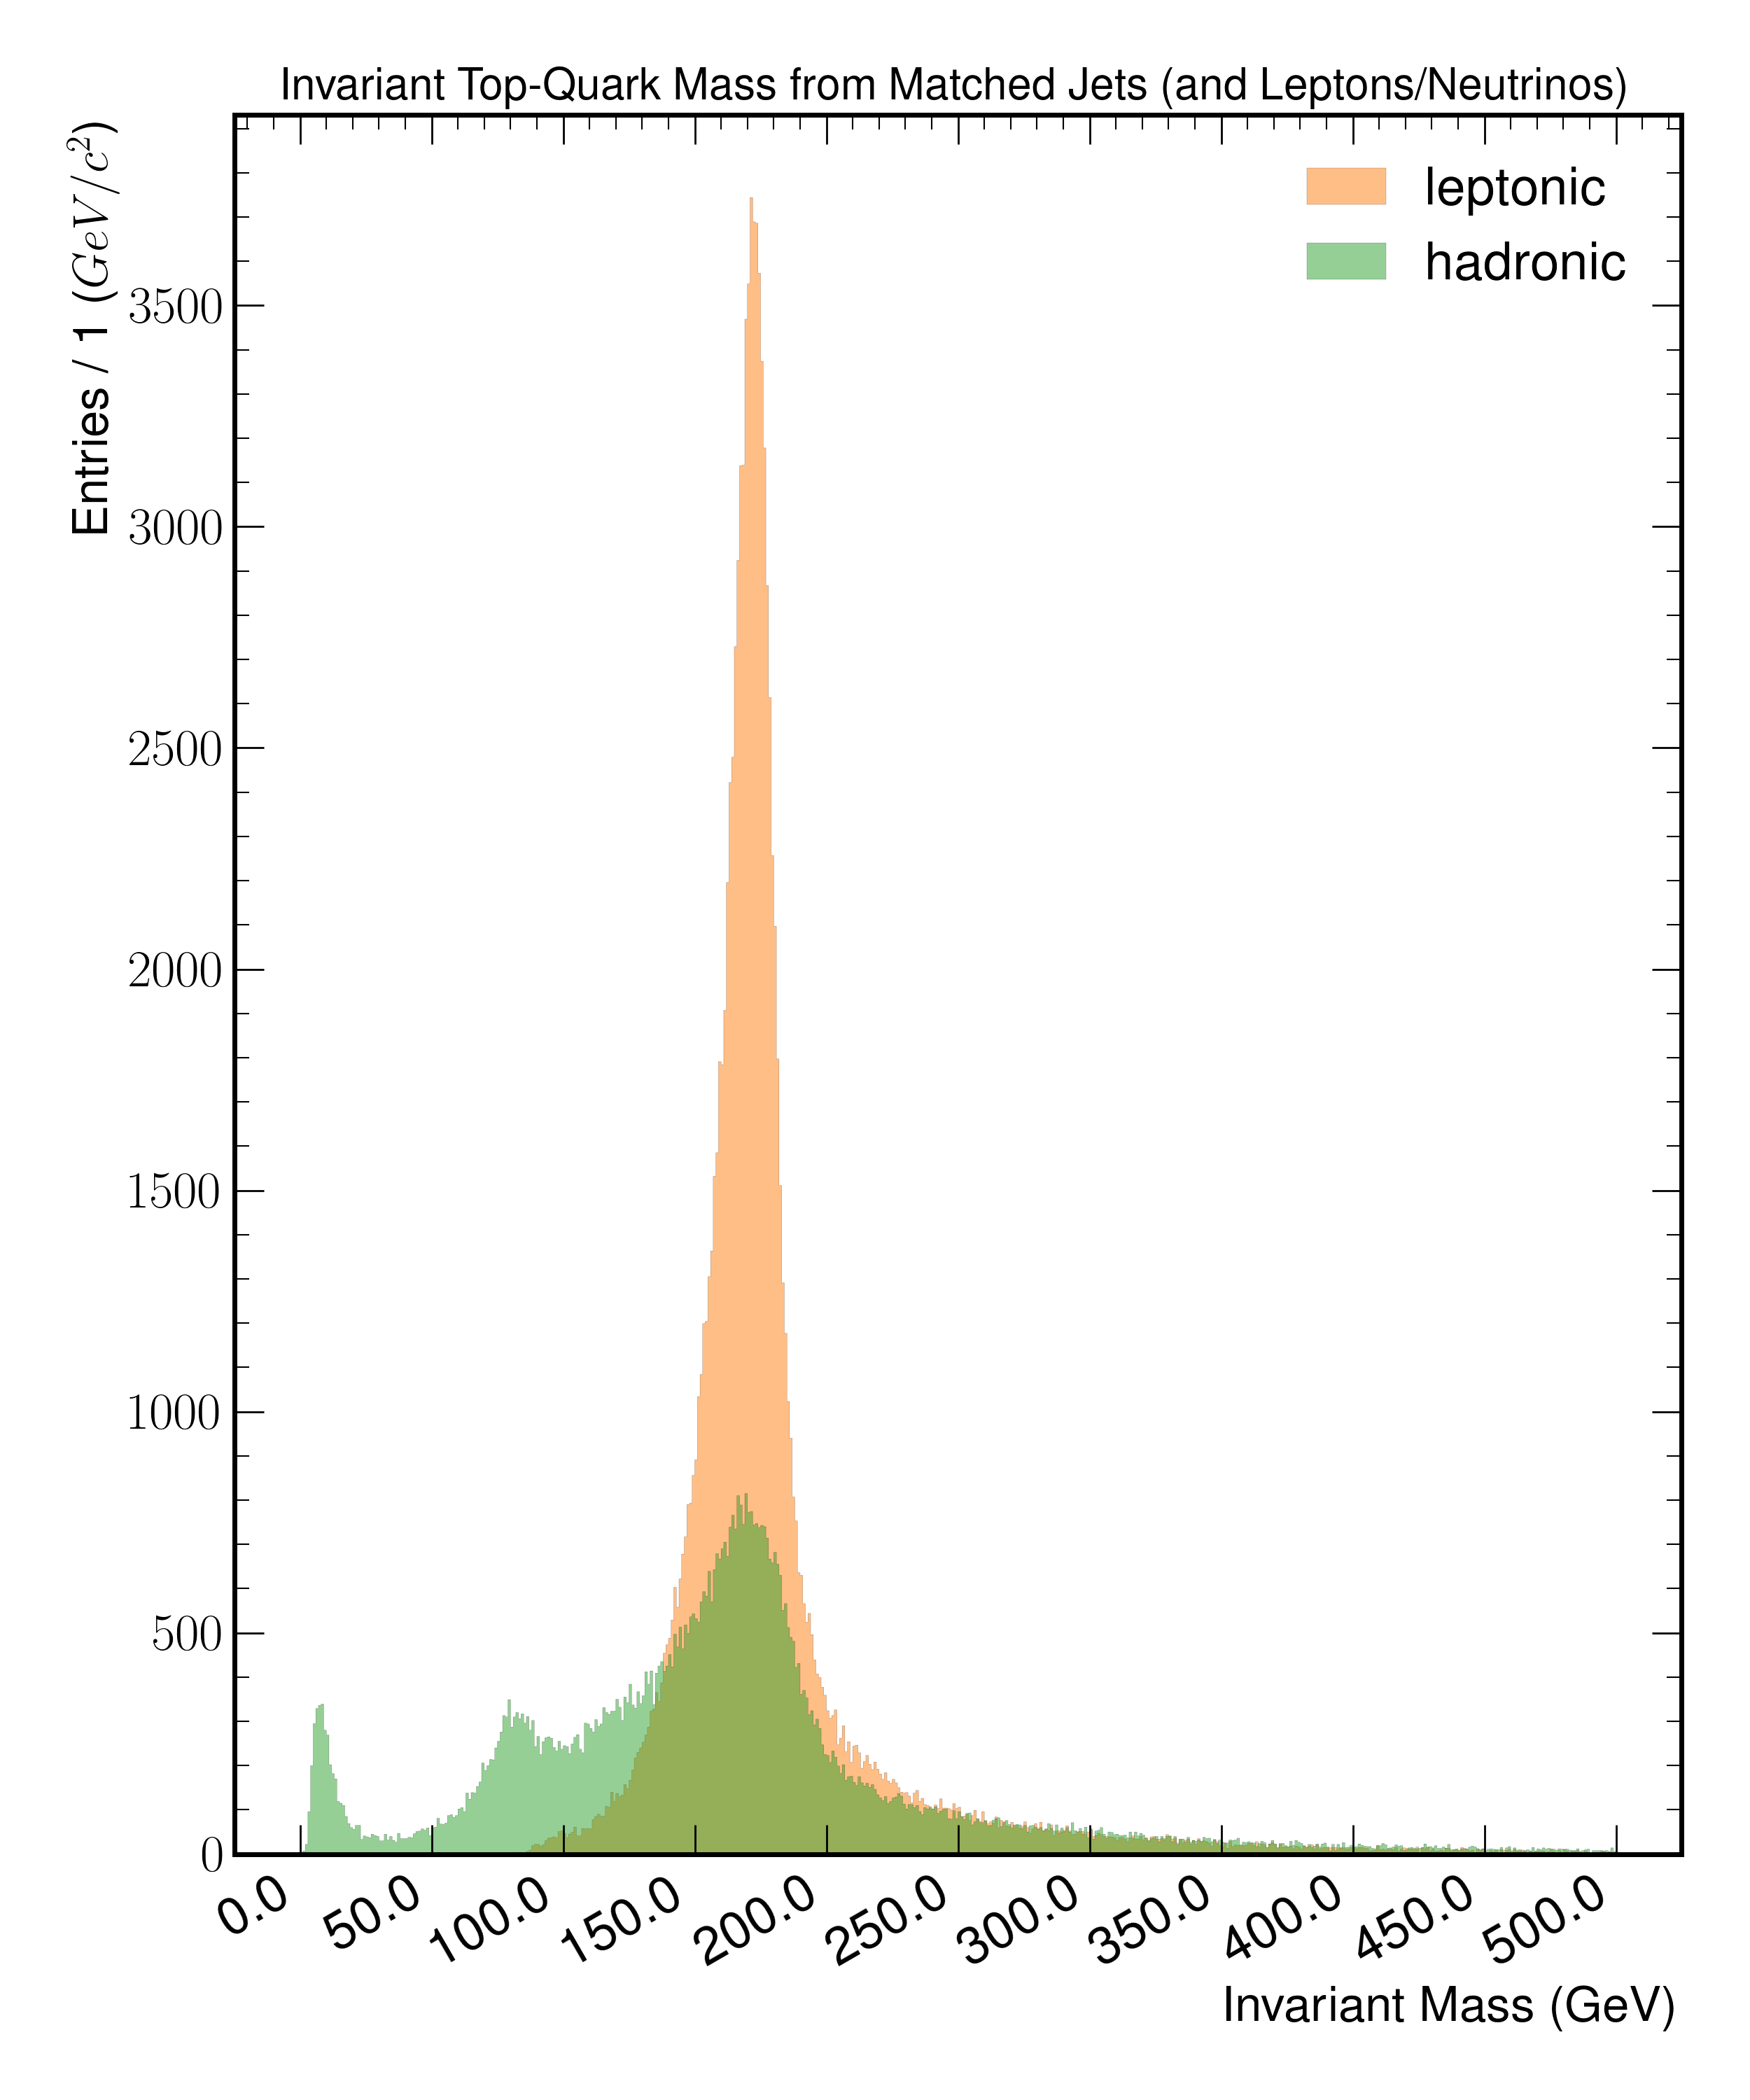 Invariant Top-Quark Mass from Matched Jets (and Leptons/Neutrinos)
Entries / 1 (GeV/c²)
leptonic
hadronic
3500
3000
2500
2000
1500
1000
500
0
0.0 50.0 100.0 150.0 200.0 250.0 300.0 350.0 400.0 450.0 500.0
Invariant Mass (GeV)